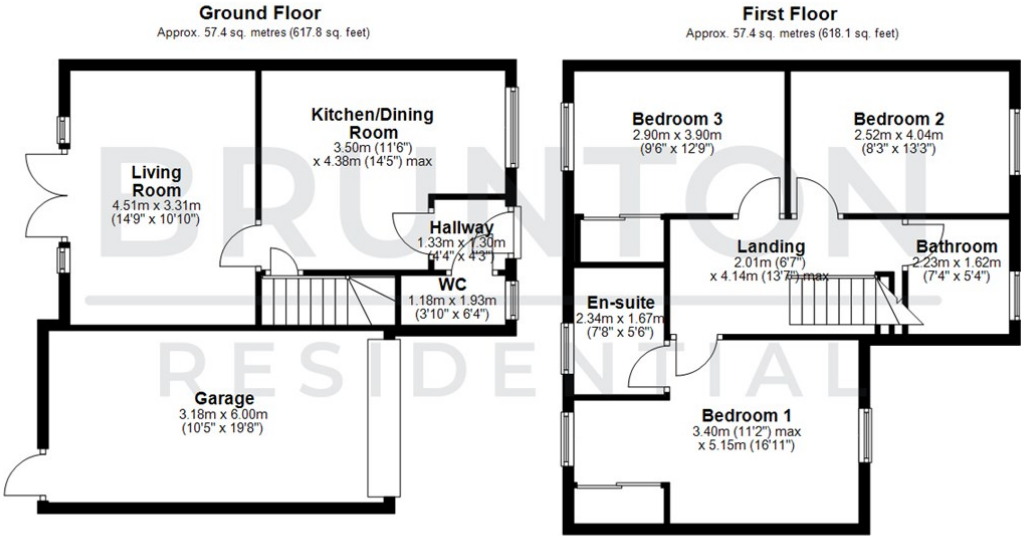 Ground Floor
Approx. 57.4 sq. metres (617.8 sq. feet)
Living
Room
4.51m x 3.31m
(14'9" x 10'10")
Kitchen/Dining
Room
3.50m (11'6")
x 4.38m (14'5") max
Hallway
1.33m x 1.30m
(4'4" x 4'3")
WC
1.18m x 1.93m
(3'10" x 6'4")
Garage
3.18m x 6.00m
(10'5" x 19'8")
First Floor
Approx. 57.4 sq. metres (618.1 sq. feet)
Bedroom 3
2.90m x 3.90m
(9'6" x 12'9")
Bedroom 2
2.52m x 4.04m
(8'3" x 13'3")
Landing
2.01m (6'7")
x 4.14m (13'7") max
Bathroom
2.23m x 1.62m
(7'4" x 5'4")
En-suite
2.34m x 1.67m
(7'8" x 5'6")
Bedroom 1
3.40m (11'2") max
x 5.15m (16'11")
BRUNTON
RESIDENTIAL